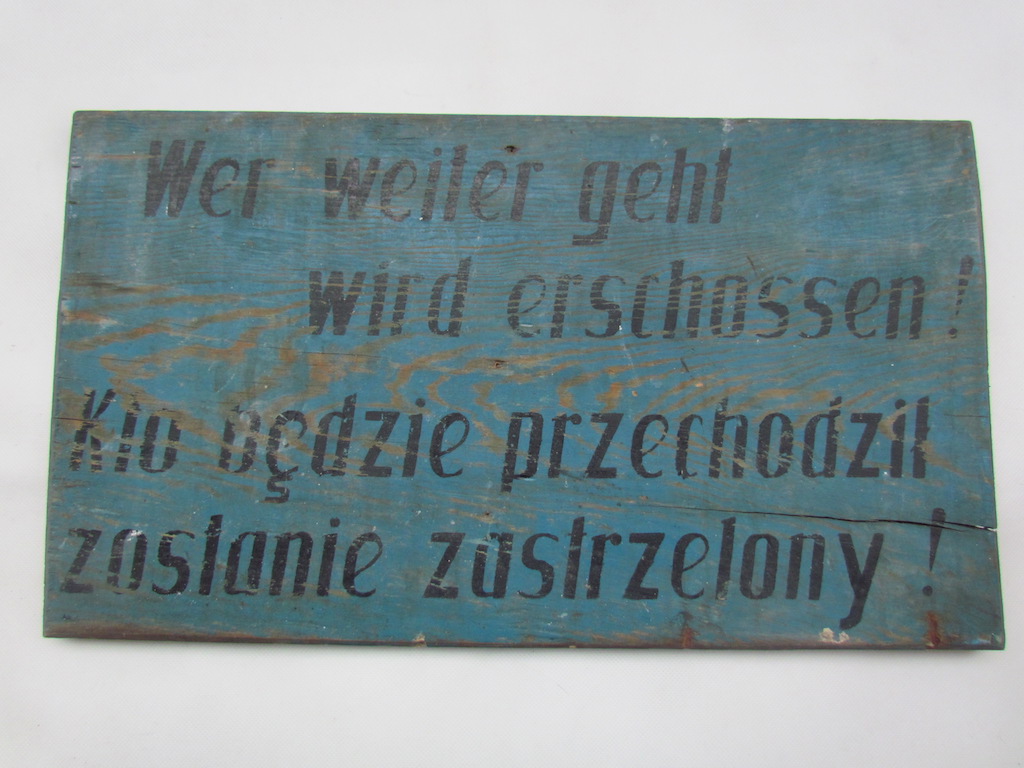 Wer weiter geht
wird erschossen!
Kto będzie przechodził
zostanie zastrzelony!